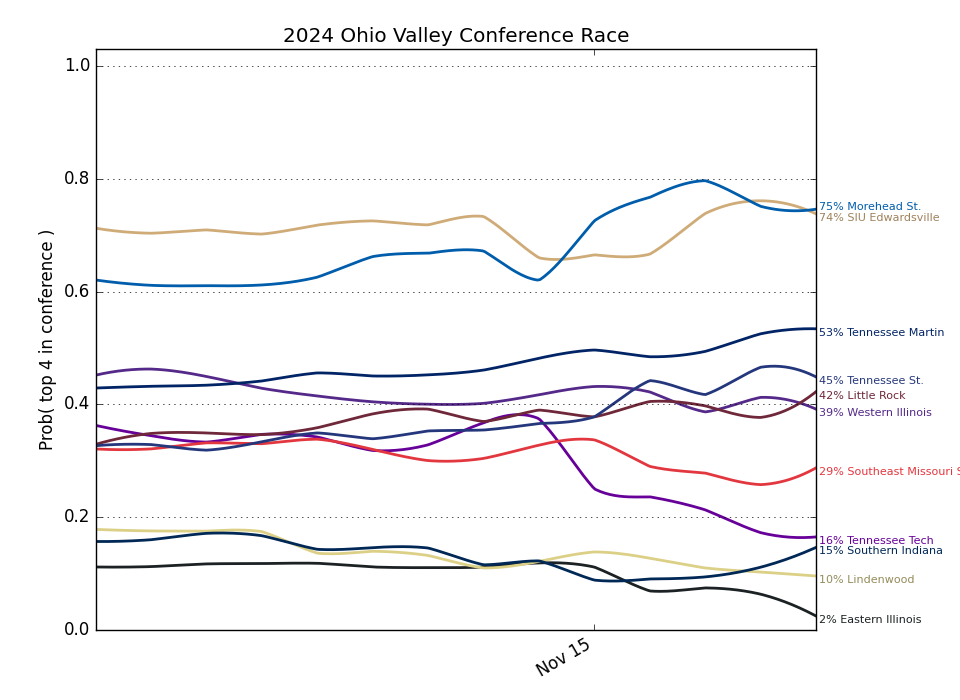 2024 Ohio Valley Conference Race
Prob( top 4 in conference )
1.0
0.8
0.6
0.4
0.2
0.0
Nov 15
75% Morehead St.
74% SIU Edwardsville
53% Tennessee Martin
45% Tennessee St.
42% Little Rock
39% Western Illinois
29% Southeast Missouri S
16% Tennessee Tech
15% Southern Indiana
10% Lindenwood
2% Eastern Illinois